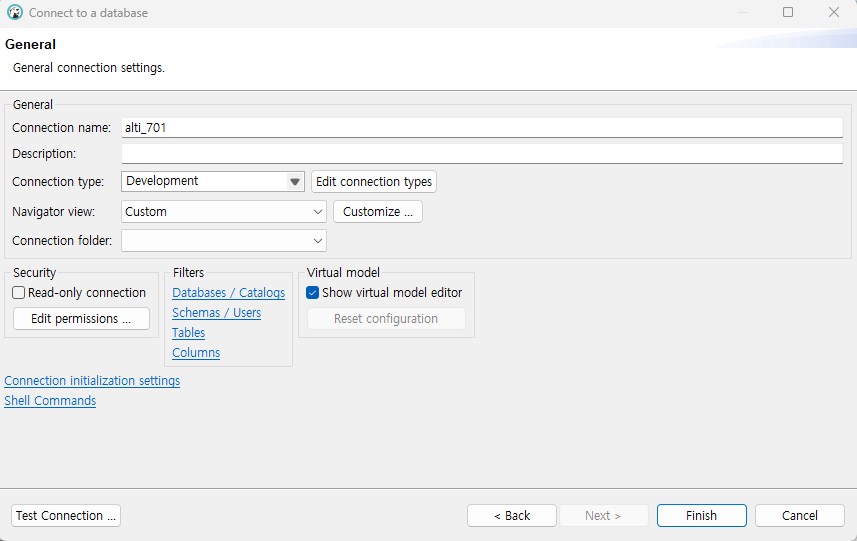 Connect to a database
General
General connection settings.
General
Connection name: alti_701
Description:
Connection type: Development Edit connection types
Navigator view: Custom Customize ...
Connection folder:
Security
Read-only connection
Edit permissions ...
Filters
Databases / Catalogs
Schemas / Users
Tables
Columns
Virtual model
Show virtual model editor
Reset configuration
Connection initialization settings
Shell Commands
Test Connection ... < Back Next > Finish Cancel